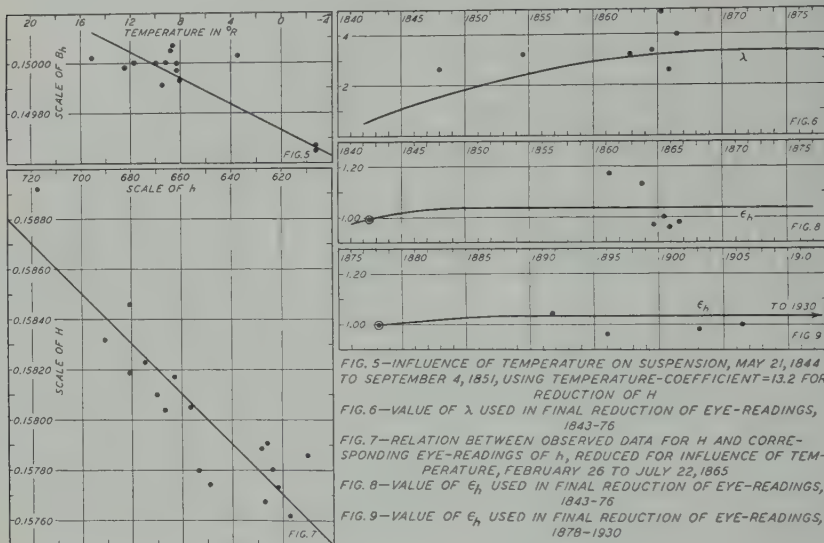 20 16 12 8 4 0 -4
TEMPERATURE IN °R
SCALE OF Bh
0.15000
0.14980
FIG.5
720 700 680 660 640 620
SCALE OF h
0.15880
0.15860
0.15840
0.15820
0.15800
0.15780
0.15760
SCALE OF H
FIG.7
1840 1845 1850 1855 1860 1865 1870 1875
4
2
λ
FIG.6
1840 1845 1850 1855 1860 1865 1870 1875
1.20
1.00
ϵh
FIG 8
1875 1880 1885 1890 1895 1900 1905 1910
1.20
1.00
ϵh
TO 1930
FIG 9
FIG. 5—INFLUENCE OF TEMPERATURE ON SUSPENSION, MAY 21, 1844
TO SEPTEMBER 4, 1851, USING TEMPERATURE-COEFFICIENT=13.2 FOR
REDUCTION OF H
FIG. 6—VALUE OF λ USED IN FINAL REDUCTION OF EYE-READINGS,
1843-76
FIG. 7—RELATION BETWEEN OBSERVED DATA FOR H AND CORRE-
SPONDING EYE-READINGS OF h, REDUCED FOR INFLUENCE OF TEM-
PERATURE, FEBRUARY 26 TO JULY 22, 1865
FIG. 8—VALUE OF ϵh USED IN FINAL REDUCTION OF EYE-READINGS,
1843-76
FIG. 9—VALUE OF ϵh USED IN FINAL REDUCTION OF EYE-READINGS,
1878-1930